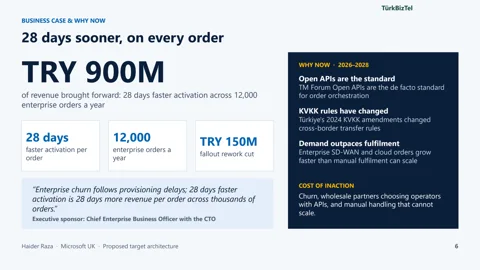 TürkBizTel
BUSINESS CASE & WHY NOW
28 days sooner, on every order
TRY 900M
of revenue brought forward: 28 days faster activation across 12,000
enterprise orders a year
28 days
faster activation per
order
12,000
enterprise orders a
year
TRY 150M
fallout rework cut
"Enterprise churn follows provisioning delays; 28 days faster
activation is 28 days more revenue per order across thousands of
orders."
Executive sponsor: Chief Enterprise Business Officer with the CTO
WHY NOW · 2026–2028
Open APIs are the standard
TM Forum Open APIs are the de facto standard
for order orchestration
KVKK rules have changed
Türkiye's 2024 KVKK amendments changed
cross-border transfer rules
Demand outpaces fulfilment
Enterprise SD-WAN and cloud orders grow
faster than manual fulfilment can scale
COST OF INACTION
Churn, wholesale partners choosing operators
with APIs, and manual handling that cannot
scale.
Haider Raza · Microsoft UK · Proposed target architecture
6